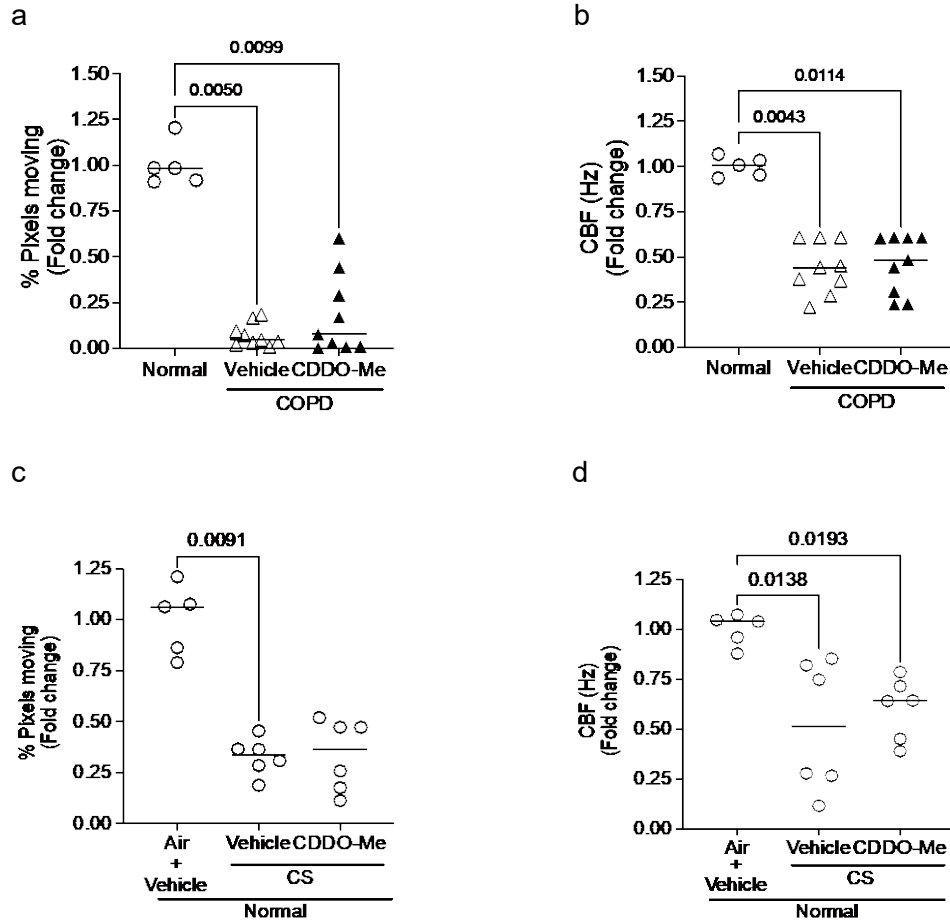 a
0.0099
0.0050
1.50
1.25
1.00
0.75
0.50
0.25
0.00
% Pixels moving
(Fold change)
Normal Vehicle CDDO-Me
COPD
b
0.0114
0.0043
1.50
1.25
1.00
0.75
0.50
0.25
0.00
CBF (Hz)
(Fold change)
Normal Vehicle CDDO-Me
COPD
c
0.0091
1.25
1.00
0.75
0.50
0.25
0.00
% Pixels moving
(Fold change)
Air
+
Vehicle
Vehicle CDDO-Me
CS
Normal
d
0.0193
0.0138
1.25
1.00
0.75
0.50
0.25
0.00
CBF (Hz)
(Fold change)
Air
+
Vehicle
Vehicle CDDO-Me
CS
Normal